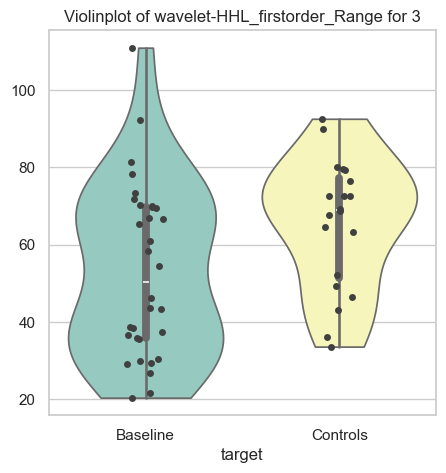 Violinplot of wavelet-HHL_firstorder_Range for 3
100
80
60
40
20
Baseline
Controls
target